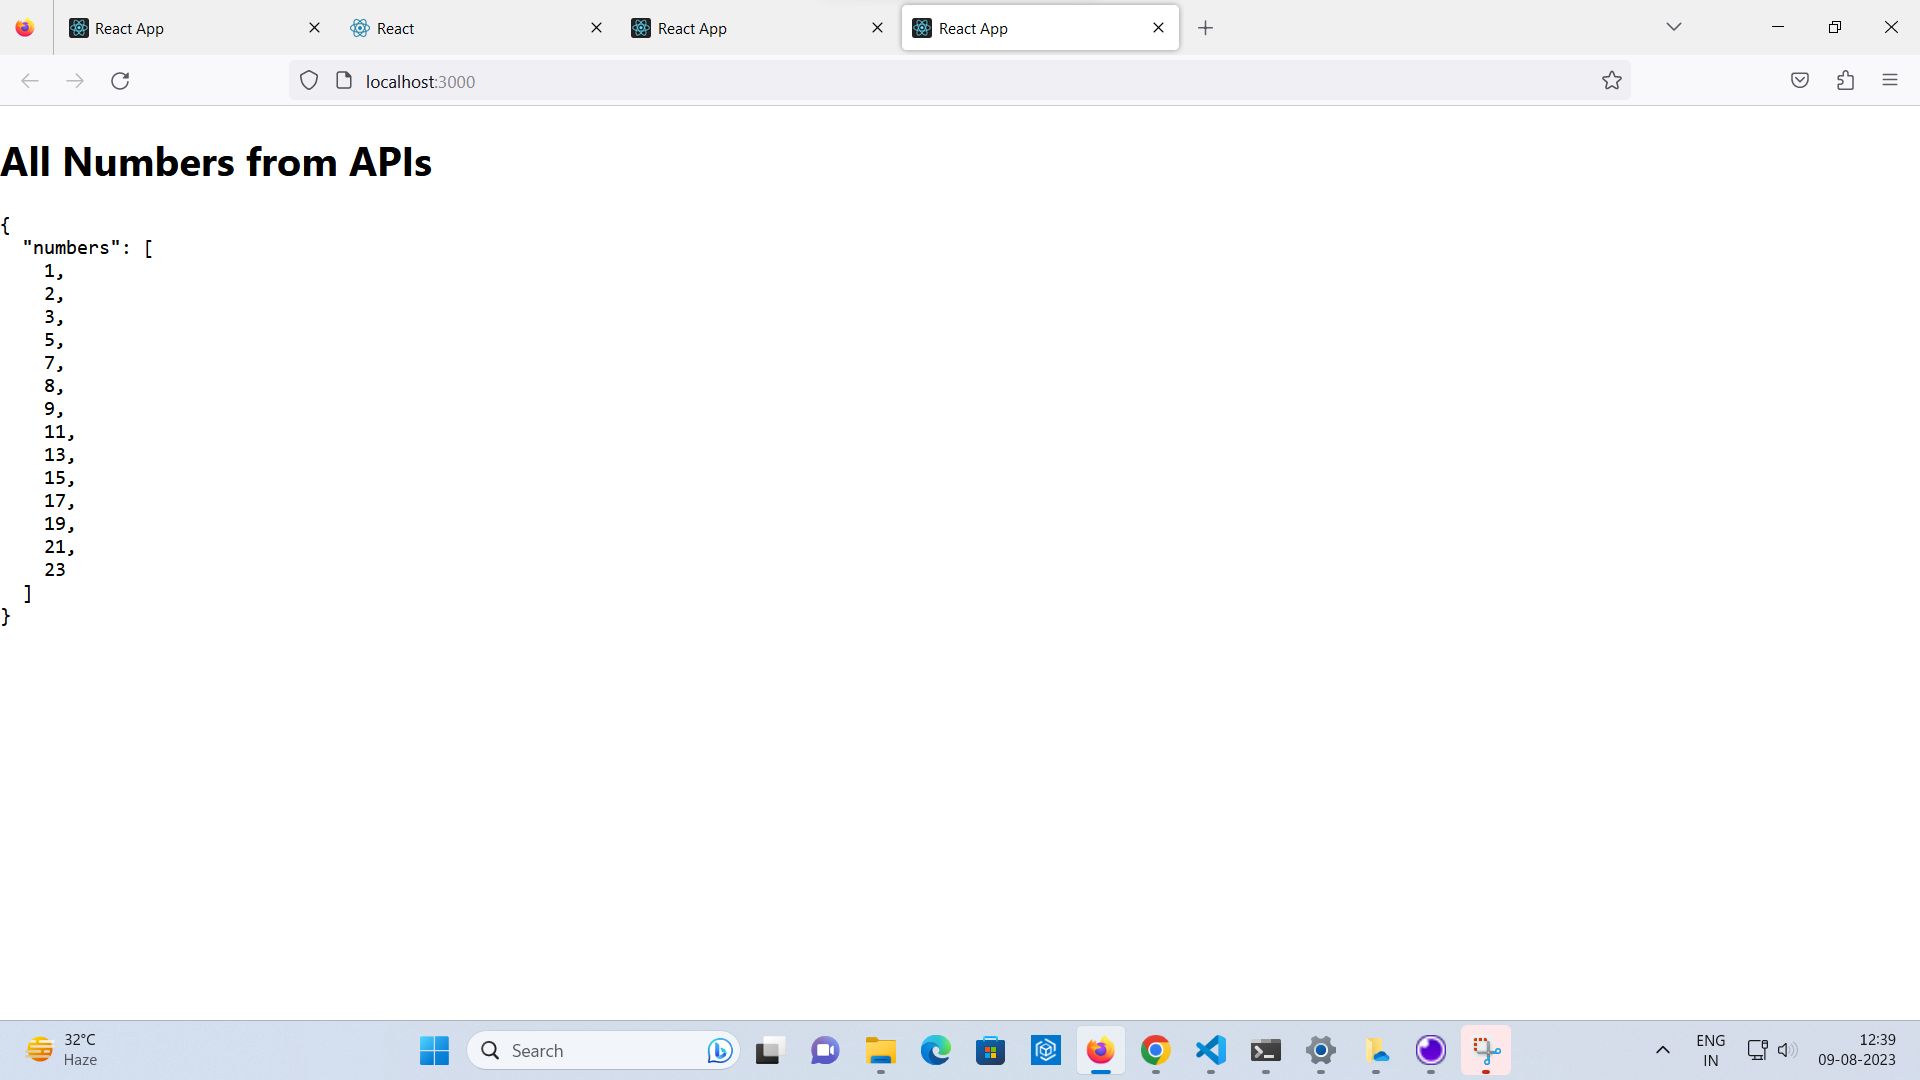 React App
React
React App
React App
localhost:3000
All Numbers from APIs
{
  "numbers": [
    1,
    2,
    3,
    5,
    7,
    8,
    9,
    11,
    13,
    15,
    17,
    19,
    21,
    23
  ]
}
32°C
Haze
Search
ENG
IN
12:39
09-08-2023